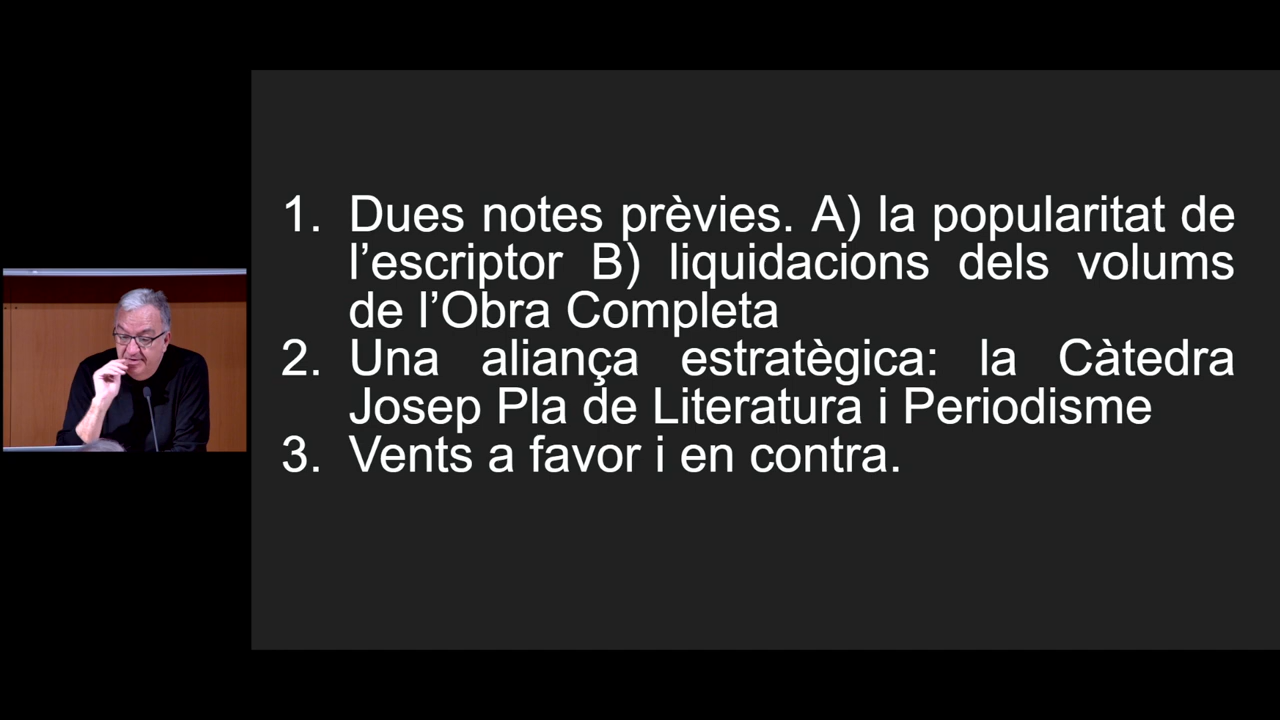 1. Dues notes prèvies. A) la popularitat de
l’escriptor B) liquidacions dels volums
de l’Obra Completa
2. Una aliança estratègica: la Càtedra
Josep Pla de Literatura i Periodisme
3. Vents a favor i en contra.